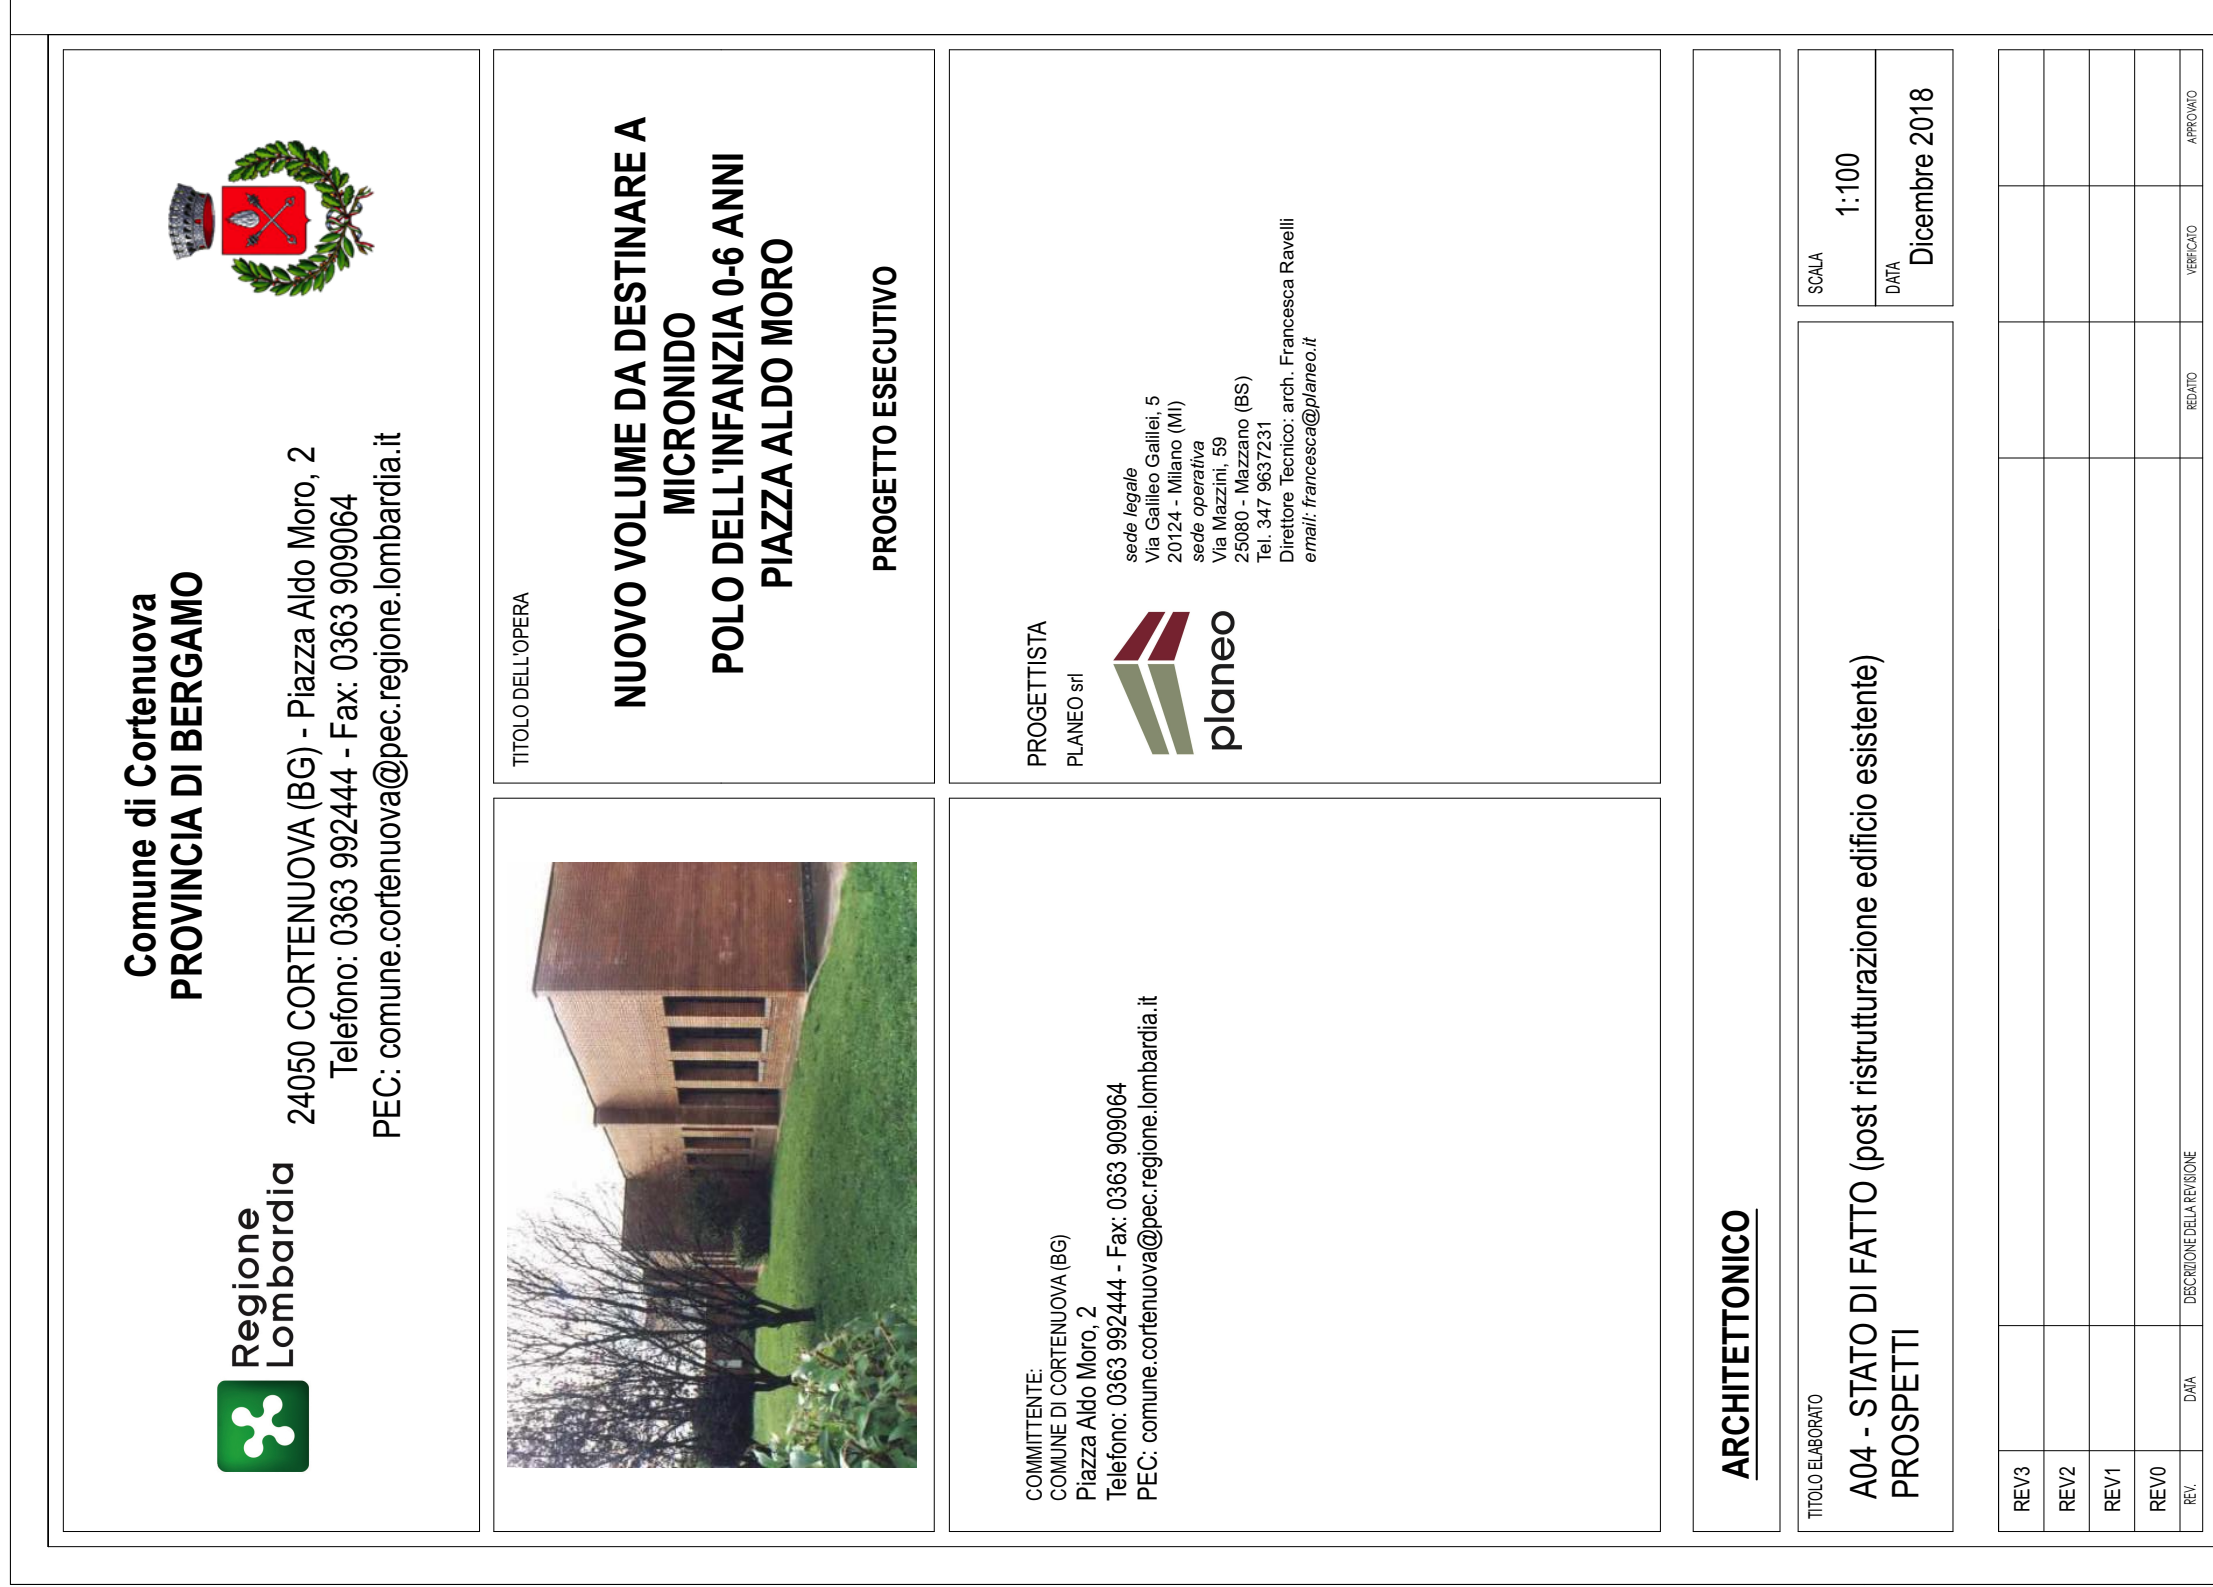 Comune di Cortenuova
PROVINCIA DI BERGAMO
Regione
Lombardia
24050 CORTENUOVA (BG) - Piazza Aldo Moro, 2
Telefono: 0363 992444 - Fax: 0363 909064
PEC: comune.cortenuova@pec.regione.lombardia.it
TITOLO DELL'OPERA
NUOVO VOLUME DA DESTINARE A
MICRONIDO
POLO DELL'INFANZIA 0-6 ANNI
PIAZZA ALDO MORO
PROGETTO ESECUTIVO
COMMITTENTE:
COMUNE DI CORTENUOVA (BG)
Piazza Aldo Moro, 2
Telefono: 0363 992444 - Fax: 0363 909064
PEC: comune.cortenuova@pec.regione.lombardia.it
PROGETTISTA
PLANEO srl
planeo
sede legale
Via Galileo Galilei, 5
20124 - Milano (MI)
sede operativa
Via Mazzini, 59
25080 - Mazzano (BS)
Tel. 347 9637231
Direttore Tecnico: arch. Francesca Ravelli
email: francesca@planeo.it
ARCHITETTONICO
TITOLO ELABORATO
A04 - STATO DI FATTO (post ristrutturazione edificio esistente)
PROSPETTI
SCALA
1:100
DATA
Dicembre 2018
REV3
REV2
REV1
REV0
REV. DATA DESCRIZIONE DELLA REVISIONE REDATTO VERIFICATO APPROVATO